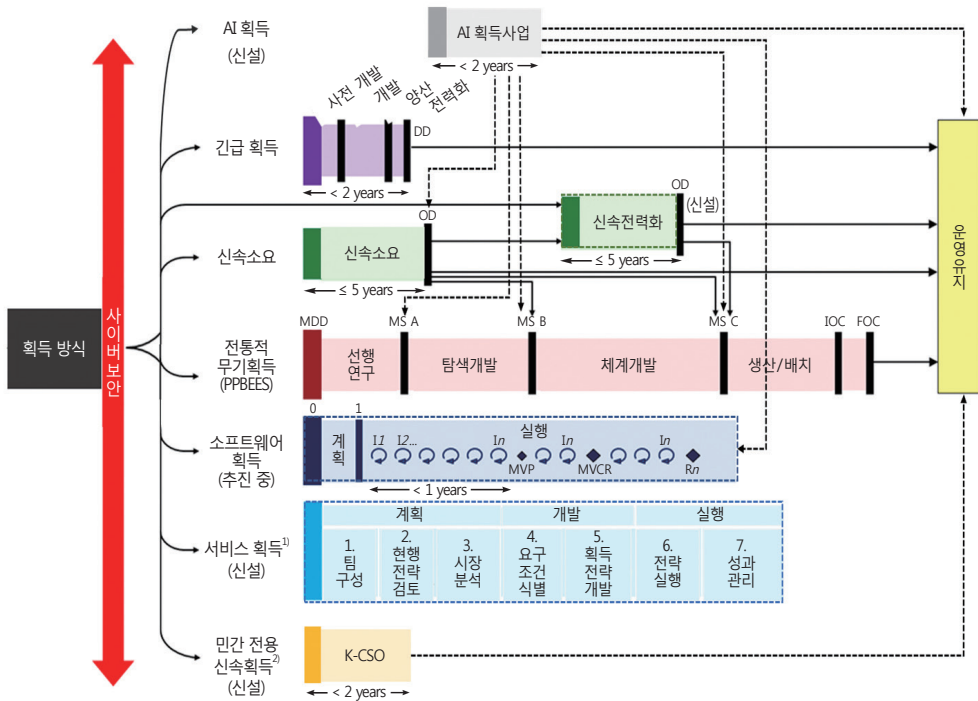 AI 획득
(신설)
AI 획득사업
< 2 years
사전 개발
개발
양산
전력화
긴급 획득
DD
< 2 years
OD
(신설)
신속전력화
≤ 5 years
신속소요
OD
신속소요
≤ 5 years
운영유지
획득 방식
사이버보안
전통적
무기획득
(PPBEES)
MDD
MS A
MS B
MS C
IOC
FOC
선행
연구
탐색개발
체계개발
생산/배치
소프트웨어
획득
(추진 중)
0
1
계
획
실행
I1
I2...
In
In
In
MVP
MVCR
Rn
< 1 years
서비스 획득1)
(신설)
계획
개발
실행
1.
팀
구성
2.
현행
전략
검토
3.
시장
분석
4.
요구
조건
식별
5.
획득
전략
개발
6.
전략
실행
7.
성과
관리
민간 전용
신속획득2)
(신설)
K-CSO
< 2 years